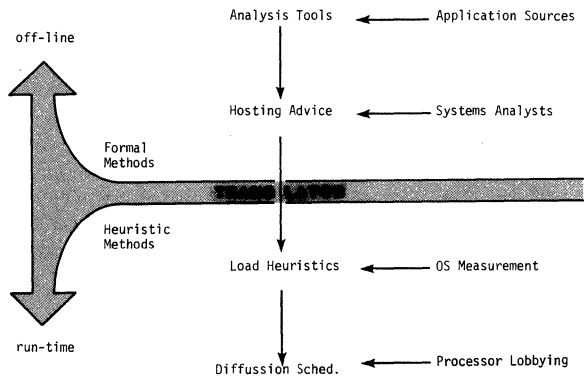 Analysis Tools
Application Sources
off-line
Hosting Advice
Systems Analysts
Formal
Methods
Heuristic
Methods
Load Heuristics
OS Measurement
run-time
Diffussion Sched.
Processor Lobbying